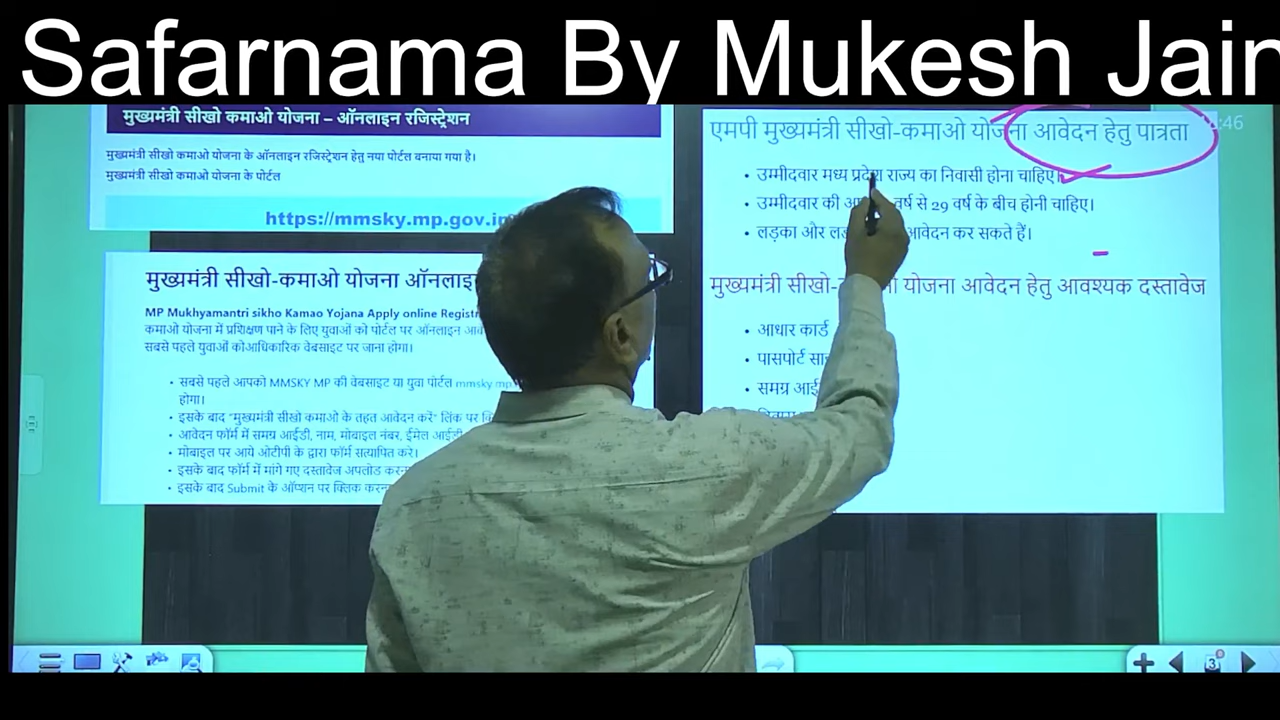 Safarnama By Mukesh Jain
मुख्यमंत्री सीखो कमाओ योजना – ऑनलाइन रजिस्ट्रेशन
मुख्यमंत्री सीखो कमाओ योजना के ऑनलाइन रजिस्ट्रेशन हेतु नया पोर्टल बनाया गया है।
मुख्यमंत्री सीखो कमाओ योजना के पोर्टल
https://mmsky.mp.gov.in
मुख्यमंत्री सीखो-कमाओ योजना
MP Mukhyamantri sikho Kamao Yojana Apply online
कमाओ योजना में प्रशिक्षण पाने के लिए युवाओं को पोर्टल पर ऑनलाइन
सबसे पहले युवाओं कोआधिकारिक वेबसाइट पर जाना होगा।
• सबसे पहले आपको MMSKY MP की वेबसाइट या युवा पोर्टल mmsky mp
होगा।
• इसके बाद "मुख्यमंत्री सीखो कमाओ के तहत आवेदन करें" लिंक पर
• आवेदन फॉर्म में समग्र आईडी, नाम, मोबाइल नंबर, ईमेल आईडी
• मोबाइल पर आये ओटीपी के द्वारा फॉर्म सत्यापित करे।
• इसके बाद फॉर्म में मांगे गए दस्तावेज अपलोड
• इसके बाद Submit के ऑप्शन पर क्लिक
एमपी मुख्यमंत्री सीखो-कमाओ योजना आवेदन हेतु पात्रता
:46
• उम्मीदवार मध्य प्रदेश राज्य का निवासी होना चाहिए।
• उम्मीदवार की वर्ष से 29 वर्ष के बीच होनी चाहिए।
• लड़का और आवेदन कर सकते हैं।
मुख्यमंत्री सीखो- योजना आवेदन हेतु आवश्यक दस्तावेज
• आधार कार्ड
• पासपोर्ट
• समग्र
3